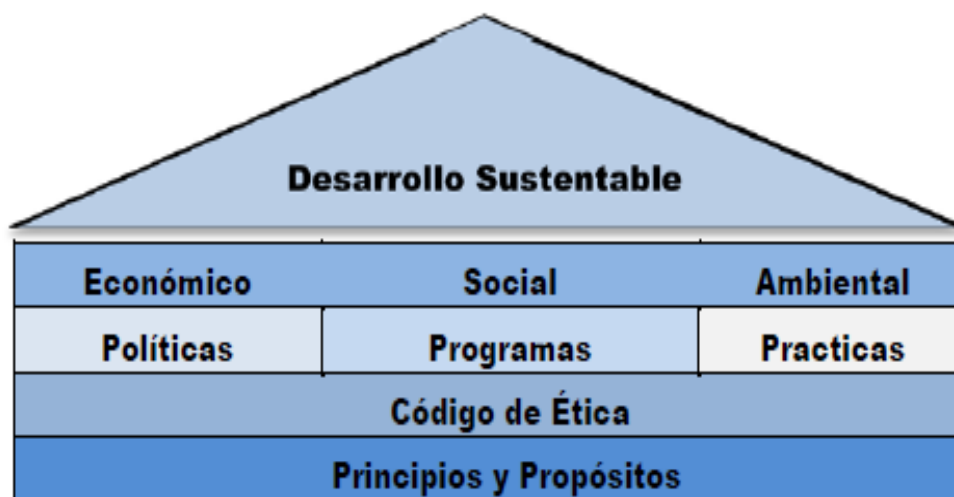 Desarrollo Sustentable
Económico Social Ambiental
Políticas Programas Practicas
Código de Ética
Principios y Propósitos